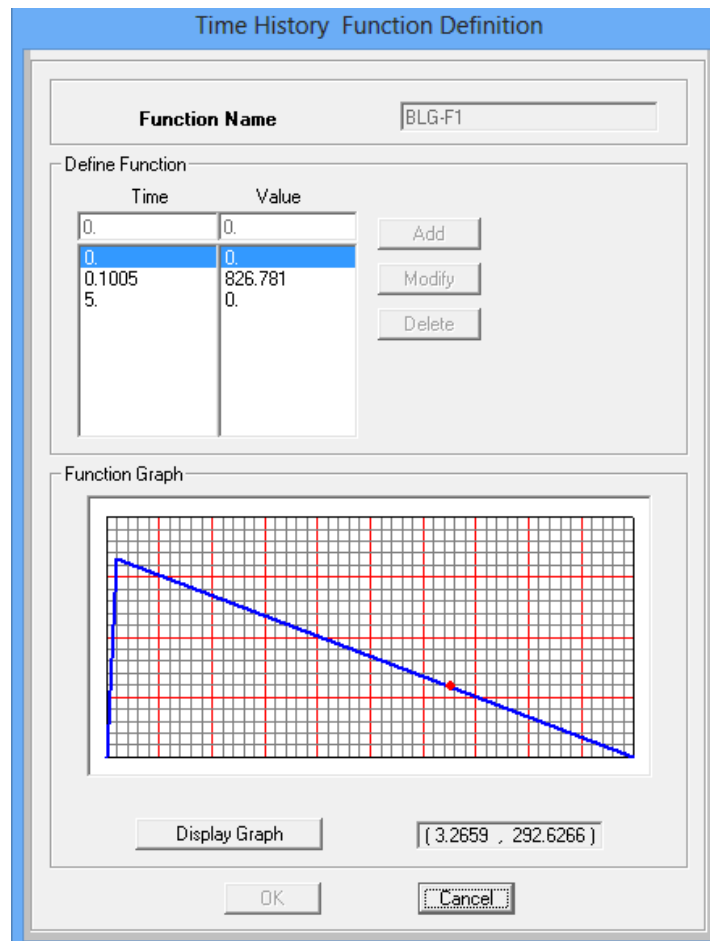 Time History Function Definition
Function Name
BLG-F1
Define Function
Time Value
0. 0.
Add
0. 0.
0.1005 826.781
Modify
5. 0.
Delete
Function Graph
Display Graph
( 3.2659 , 292.6266 )
OK
Cancel